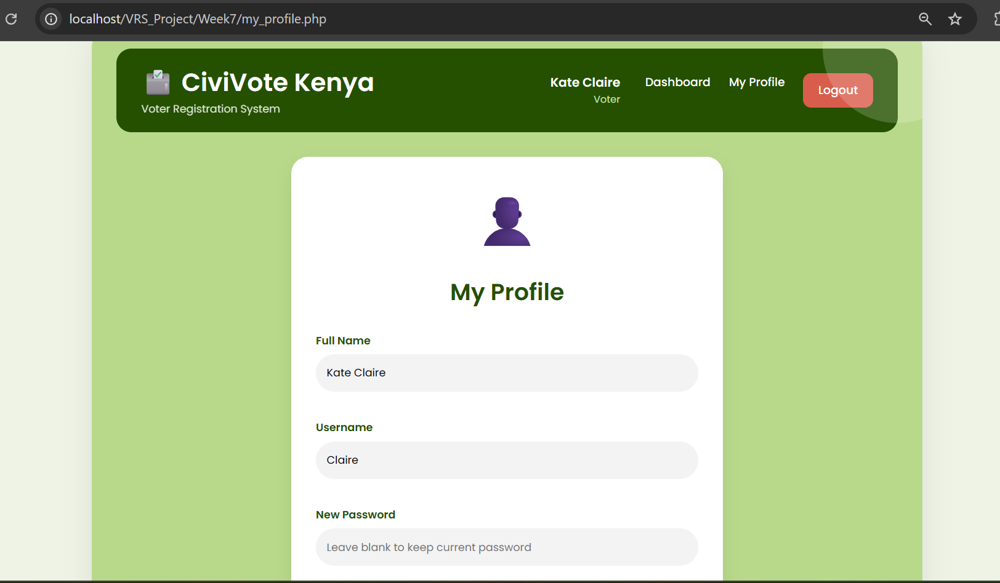 localhost/VRS_Project/Week7/my_profile.php
CiviVote Kenya
Voter Registration System
Kate Claire
Voter
Dashboard
My Profile
Logout
My Profile
Full Name
Kate Claire
Username
Claire
New Password
Leave blank to keep current password